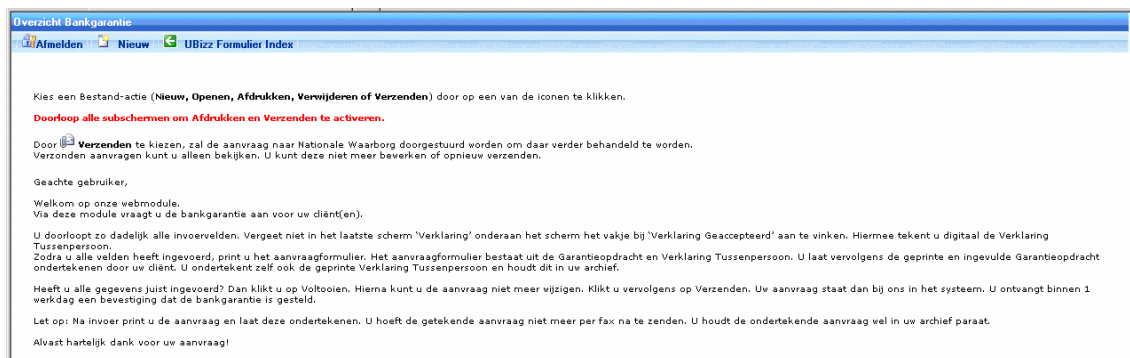 Overzicht Bankgarantie
Afmelden Nieuw UBizz Formulier Index
Kies een Bestand-actie (Nieuw, Openen, Afdrukken, Verwijderen of Verzenden) door op een van de iconen te klikken.
Doorloop alle subschermen om Afdrukken en Verzenden te activeren.
Door Verzenden te kiezen, zal de aanvraag naar Nationale Waarborg doorgestuurd worden om daar verder behandeld te worden.
Verzonden aanvragen kunt u alleen bekijken. U kunt deze niet meer bewerken of opnieuw verzenden.
Geachte gebruiker,
Welkom op onze webmodule.
Via deze module vraagt u de bankgarantie aan voor uw cliënt(en).
U doorloopt zo dadelijk alle invoervelden. Vergeet niet in het laatste scherm 'Verklaring' onderaan het scherm het vakje bij 'Verklaring Geaccepteerd' aan te vinken. Hiermee tekent u digitaal de Verklaring
Tussenpersoon.
Zodra u alle velden heeft ingevoerd, print u het aanvraagformulier. Het aanvraagformulier bestaat uit de Garantieopdracht en Verklaring Tussenpersoon. U laat vervolgens de geprinte en ingevulde Garantieopdracht
ondertekenen door uw cliënt. U ondertekent zelf ook de geprinte Verklaring Tussenpersoon en houdt dit in uw archief.
Heeft u alle gegevens juist ingevoerd? Dan klikt u op Voltooien. Hierna kunt u de aanvraag niet meer wijzigen. Klikt u vervolgens op Verzenden. Uw aanvraag staat dan bij ons in het systeem. U ontvangt binnen 1
werkdag een bevestiging dat de bankgarantie is gesteld.
Let op: Na invoer print u de aanvraag en laat deze ondertekenen. U hoeft de getekende aanvraag niet meer per fax na te zenden. U houdt de ondertekende aanvraag wel in uw archief paraat.
Alvast hartelijk dank voor uw aanvraag!